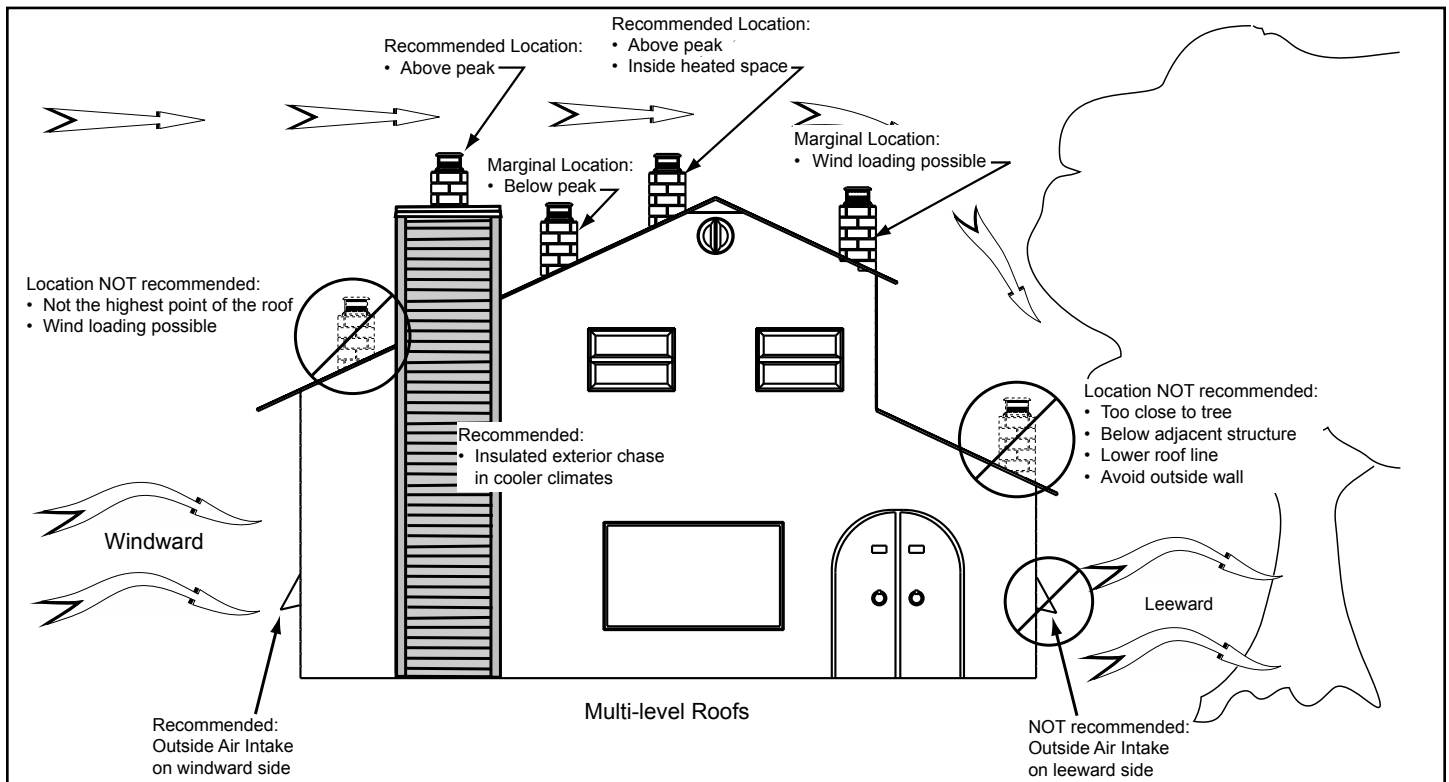 Recommended Location:
• Above peak
Recommended Location:
• Above peak
• Inside heated space
Marginal Location:
• Below peak
Marginal Location:
• Wind loading possible
Location NOT recommended:
• Not the highest point of the roof
• Wind loading possible
Location NOT recommended:
• Too close to tree
• Below adjacent structure
• Lower roof line
• Avoid outside wall
Recommended:
• Insulated exterior chase
in cooler climates
Windward
Leeward
Multi-level Roofs
Recommended:
Outside Air Intake
on windward side
NOT recommended:
Outside Air Intake
on leeward side